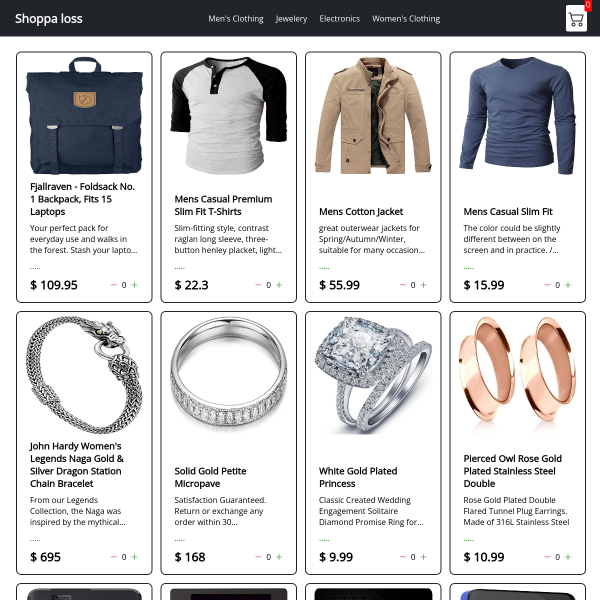 Shoppa loss
Men's Clothing Jewelery Electronics Women's Clothing
0
Fjallraven - Foldsack No.
1 Backpack, Fits 15
Laptops
Your perfect pack for
everyday use and walks in
the forest. Stash your lapto...
.....
$ 109.95
− 0 +
Mens Casual Premium
Slim Fit T-Shirts
Slim-fitting style, contrast
raglan long sleeve, three-
button henley placket, light...
.....
$ 22.3
− 0 +
Mens Cotton Jacket
great outerwear jackets for
Spring/Autumn/Winter,
suitable for many occasion...
.....
$ 55.99
− 0 +
Mens Casual Slim Fit
The color could be slightly
different between on the
screen and in practice. /...
.....
$ 15.99
− 0 +
John Hardy Women's
Legends Naga Gold &
Silver Dragon Station
Chain Bracelet
From our Legends
Collection, the Naga was
inspired by the mythical...
.....
$ 695
− 0 +
Solid Gold Petite
Micropave
Satisfaction Guaranteed.
Return or exchange any
order within 30...
.....
$ 168
− 0 +
White Gold Plated
Princess
Classic Created Wedding
Engagement Solitaire
Diamond Promise Ring for...
.....
$ 9.99
− 0 +
Pierced Owl Rose Gold
Plated Stainless Steel
Double
Rose Gold Plated Double
Flared Tunnel Plug Earrings.
Made of 316L Stainless Steel
.....
$ 10.99
− 0 +